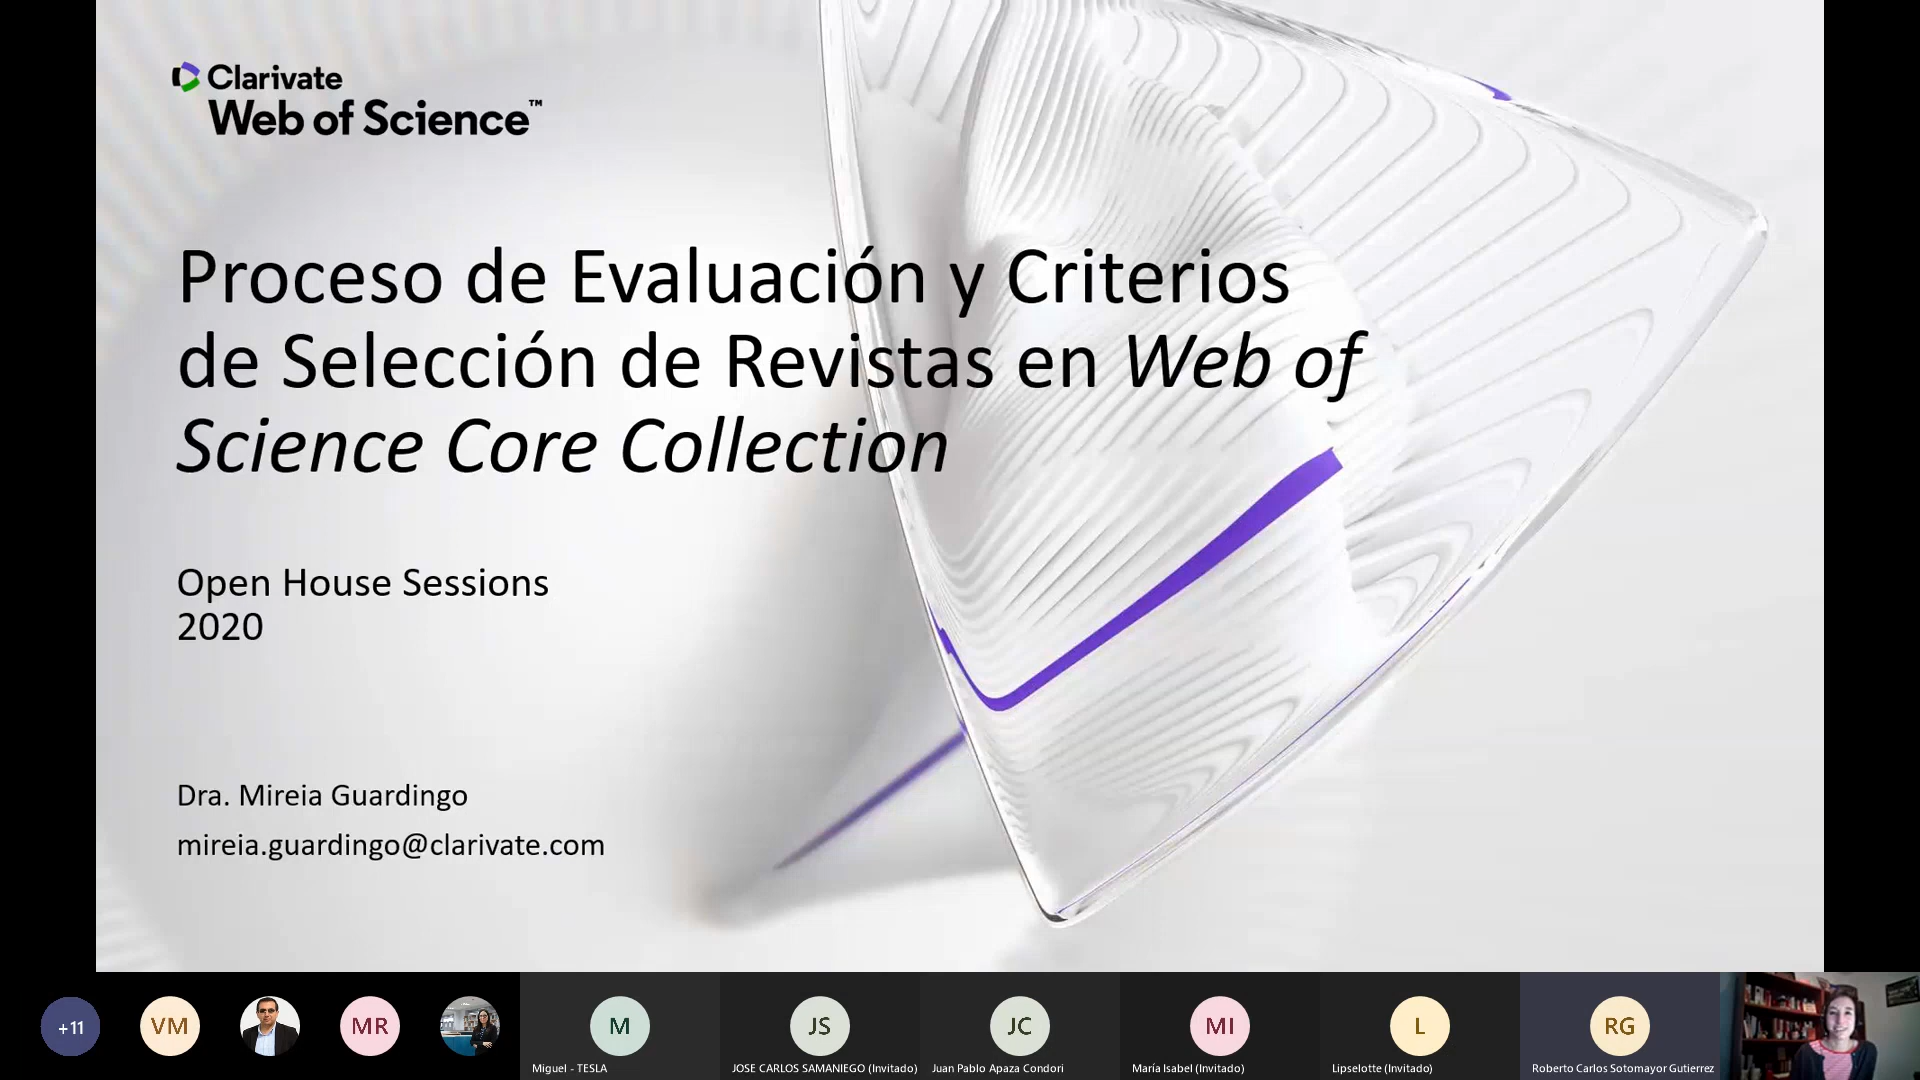 Clarivate
Web of Science™
Proceso de Evaluación y Criterios
de Selección de Revistas en Web of
Science Core Collection
Open House Sessions
2020
Dra. Mireia Guardingo
mireia.guardingo@clarivate.com
+11
VM
MR
M
JS
JC
MI
L
RG
Miguel - TESLA
JOSE CARLOS SAMANIEGO (Invitado)
Juan Pablo Apaza Condori
María Isabel (Invitado)
Lipselotte (Invitado)
Roberto Carlos Sotomayor Gutierrez